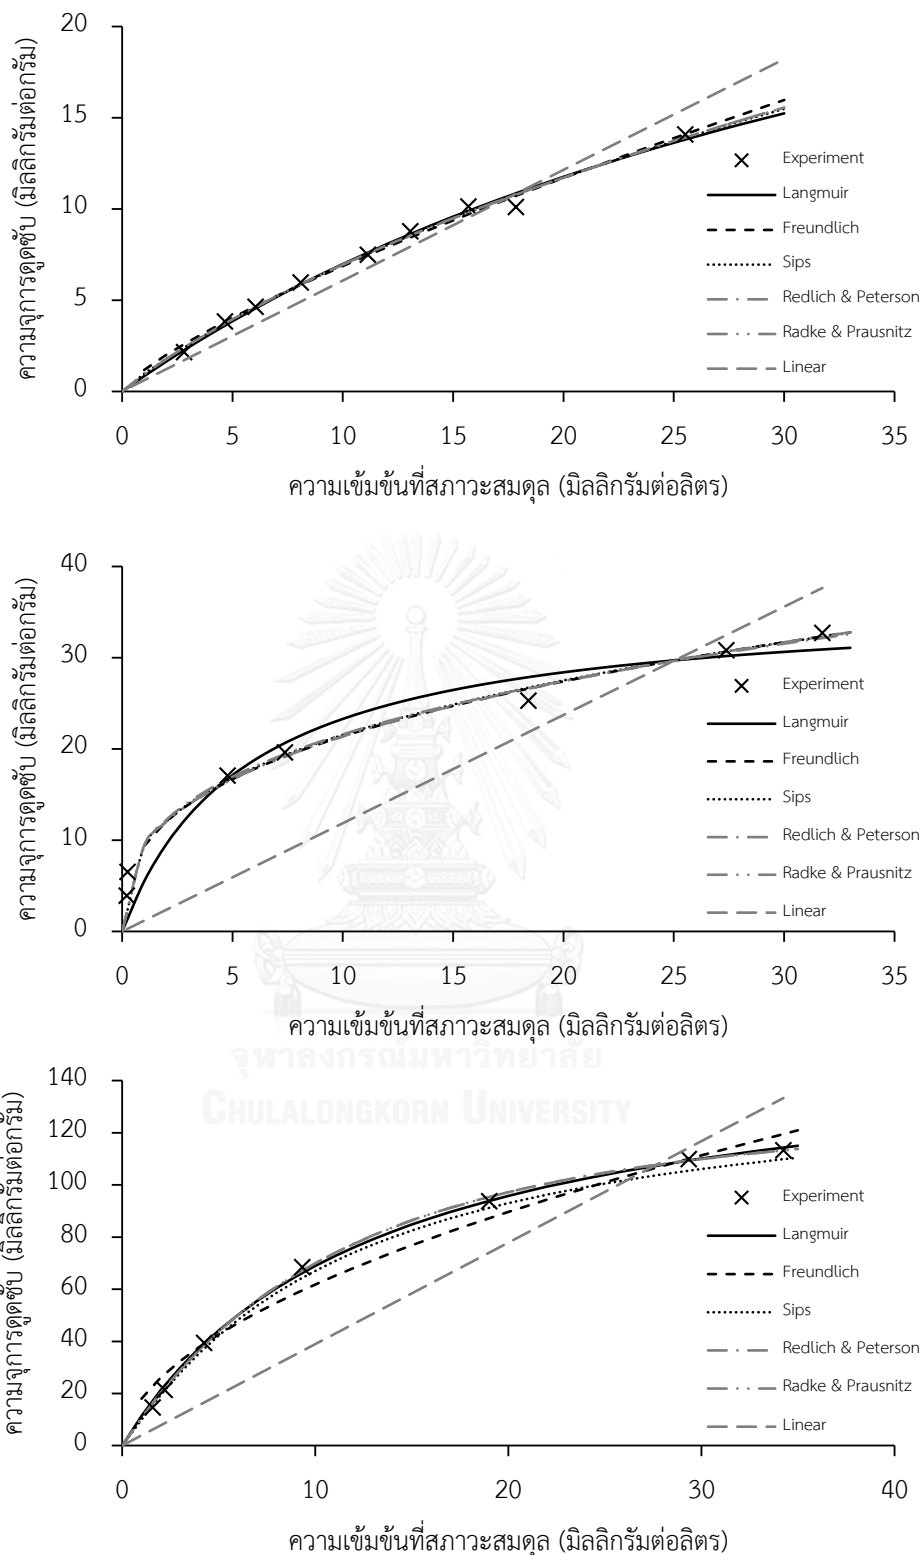 ความจุการดูดซับ (มิลลิกรัมต่อกรัม)
20
15
10
5
0
0 5 10 15 20 25 30 35
ความเข้มข้นที่สภาวะสมดุล (มิลลิกรัมต่อลิตร)
Experiment
Langmuir
Freundlich
Sips
Redlich & Peterson
Radke & Prausnitz
Linear
ความจุการดูดซับ (มิลลิกรัมต่อกรัม)
40
30
20
10
0
0 5 10 15 20 25 30 35
ความเข้มข้นที่สภาวะสมดุล (มิลลิกรัมต่อลิตร)
Experiment
Langmuir
Freundlich
Sips
Redlich & Peterson
Radke & Prausnitz
Linear
จุฬาลงกรณ์มหาวิทยาลัย
CHULALONGKORN UNIVERSITY
ความจุการดูดซับ (มิลลิกรัมต่อกรัม)
140
120
100
80
60
40
20
0
0 10 20 30 40
ความเข้มข้นที่สภาวะสมดุล (มิลลิกรัมต่อลิตร)
Experiment
Langmuir
Freundlich
Sips
Redlich & Peterson
Radke & Prausnitz
Linear